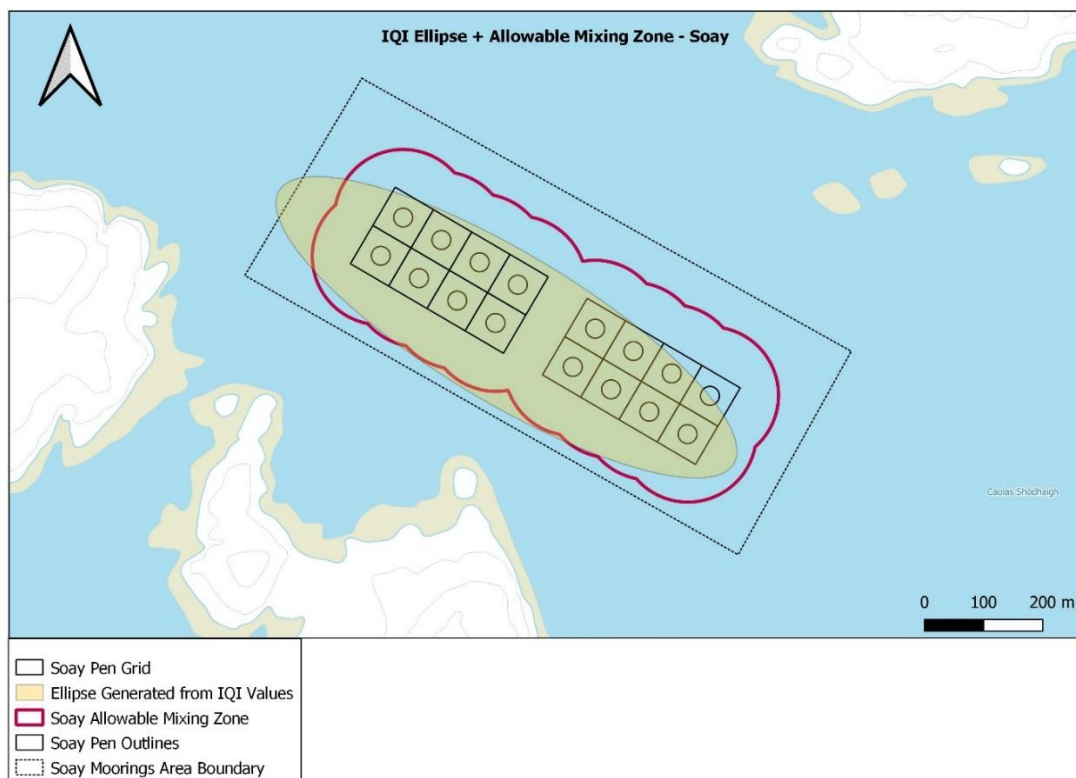 IQI Ellipse + Allowable Mixing Zone - Soay
Caolas Shòdhaigh
0 100 200 m
Soay Pen Grid
Ellipse Generated from IQI Values
Soay Allowable Mixing Zone
Soay Pen Outlines
Soay Moorings Area Boundary